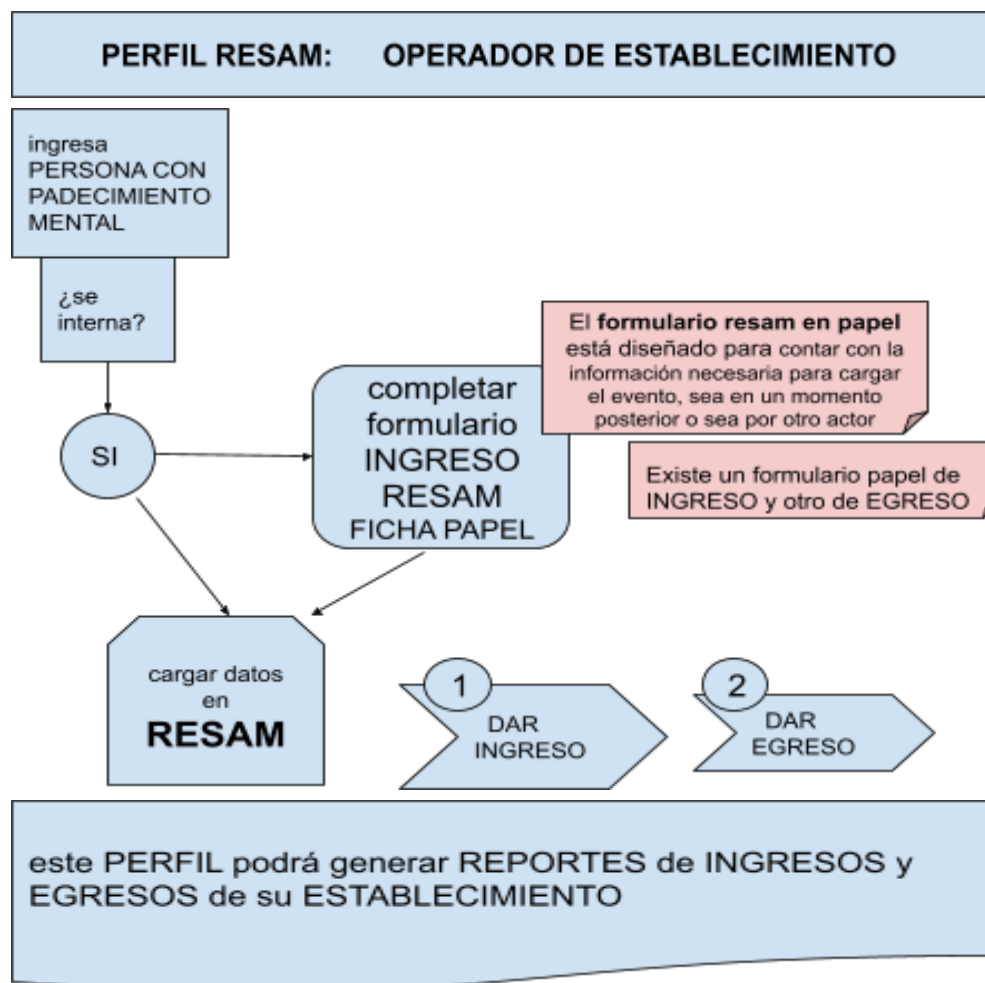 PERFIL RESAM: OPERADOR DE ESTABLECIMIENTO
ingresa
PERSONA CON
PADECIMIENTO
MENTAL
¿se
interna?
SI
completar
formulario
INGRESO
RESAM
FICHA PAPEL
El formulario resam en papel
está diseñado para contar con la
información necesaria para cargar
el evento, sea en un momento
posterior o sea por otro actor
Existe un formulario papel de
INGRESO y otro de EGRESO
cargar datos
en
RESAM
1
DAR
INGRESO
2
DAR
EGRESO
este PERFIL podrá generar REPORTES de INGRESOS y
EGRESOS de su ESTABLECIMIENTO